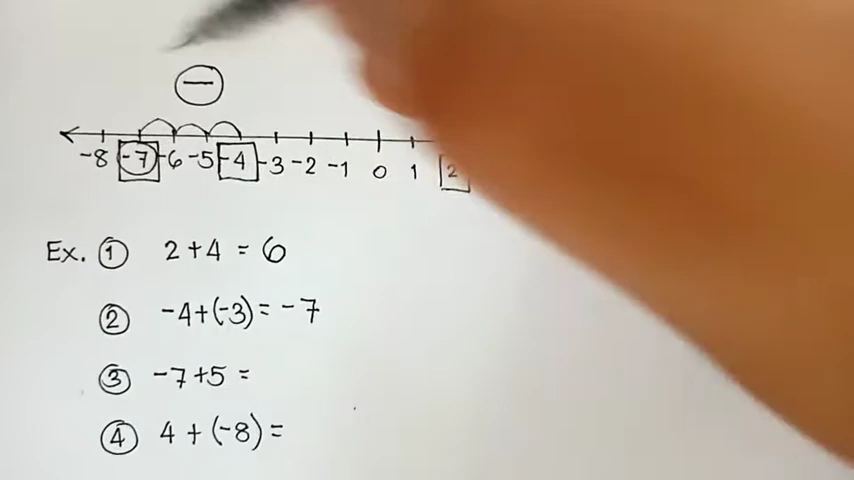 −
-8 -7 -6 -5 -4 -3 -2 -1 0 1 2
Ex. ① 2+4 = 6
② -4+(-3) = -7
③ -7+5 =
④ 4 + (-8) =